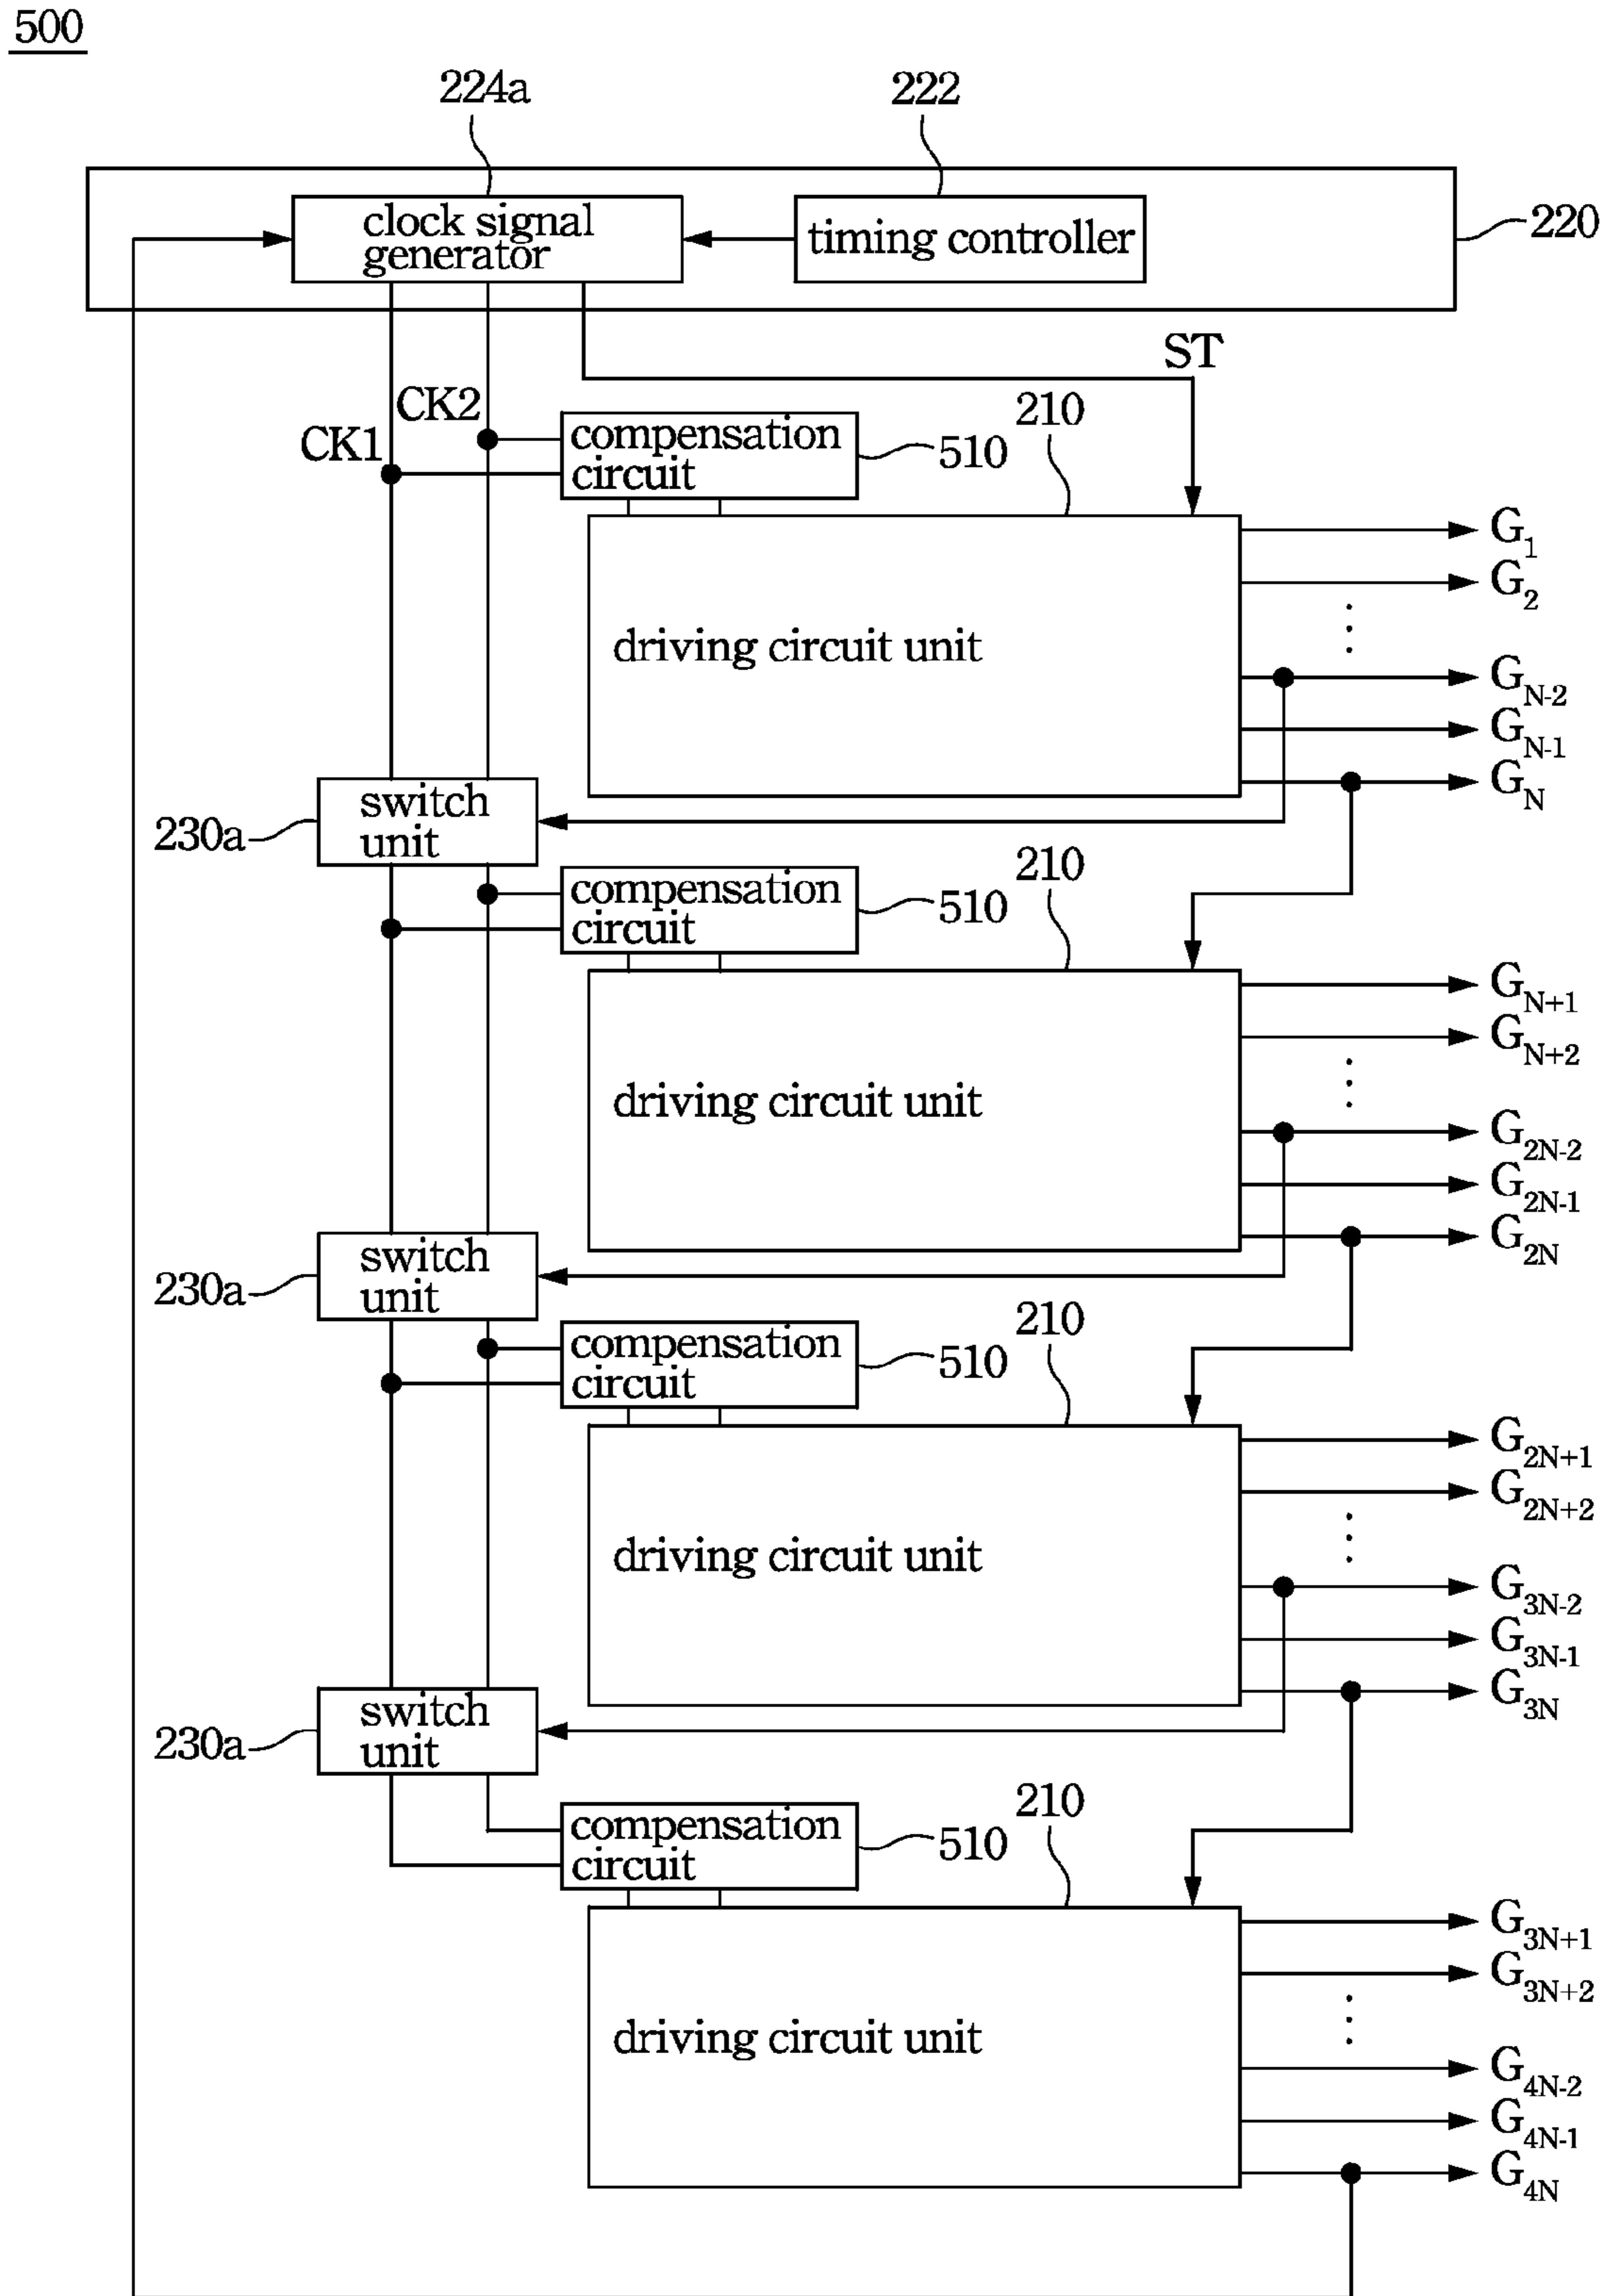 500
224a
222
clock signal
generator
timing controller
220
ST
CK2
CK1
compensation
circuit
510
210
G1
G2
driving circuit unit
GN-2
GN-1
GN
switch
unit
230a
compensation
circuit
510
210
GN+1
GN+2
driving circuit unit
G2N-2
G2N-1
G2N
switch
unit
230a
compensation
circuit
510
210
G2N+1
G2N+2
driving circuit unit
G3N-2
G3N-1
G3N
switch
unit
230a
compensation
circuit
510
210
G3N+1
G3N+2
driving circuit unit
G4N-2
G4N-1
G4N